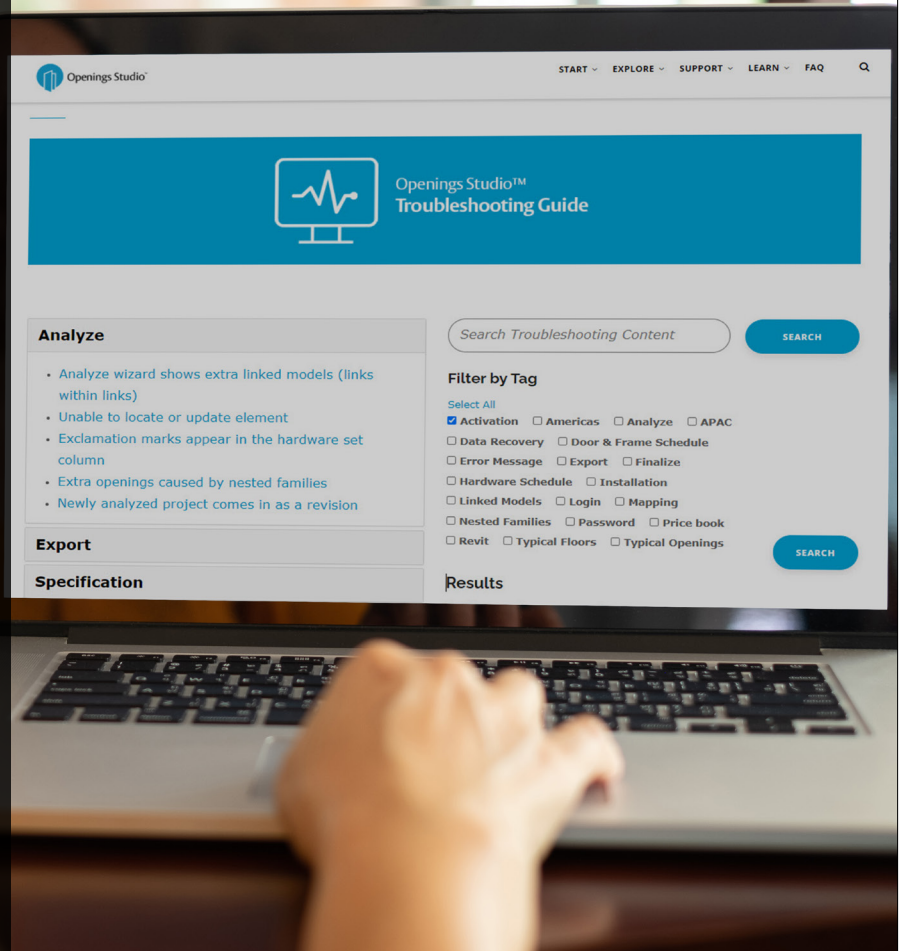 Openings Studio™
START EXPLORE SUPPORT LEARN FAQ
Openings Studio™
Troubleshooting Guide
Analyze
• Analyze wizard shows extra linked models (links
within links)
• Unable to locate or update element
• Exclamation marks appear in the hardware set
column
• Extra openings caused by nested families
• Newly analyzed project comes in as a revision
Export
Specification
Search Troubleshooting Content
SEARCH
Filter by Tag
Select All
Activation Americas Analyze APAC
Data Recovery Door & Frame Schedule
Error Message Export Finalize
Hardware Schedule Installation
Linked Models Login Mapping
Nested Families Password Price book
Revit Typical Floors Typical Openings
SEARCH
Results